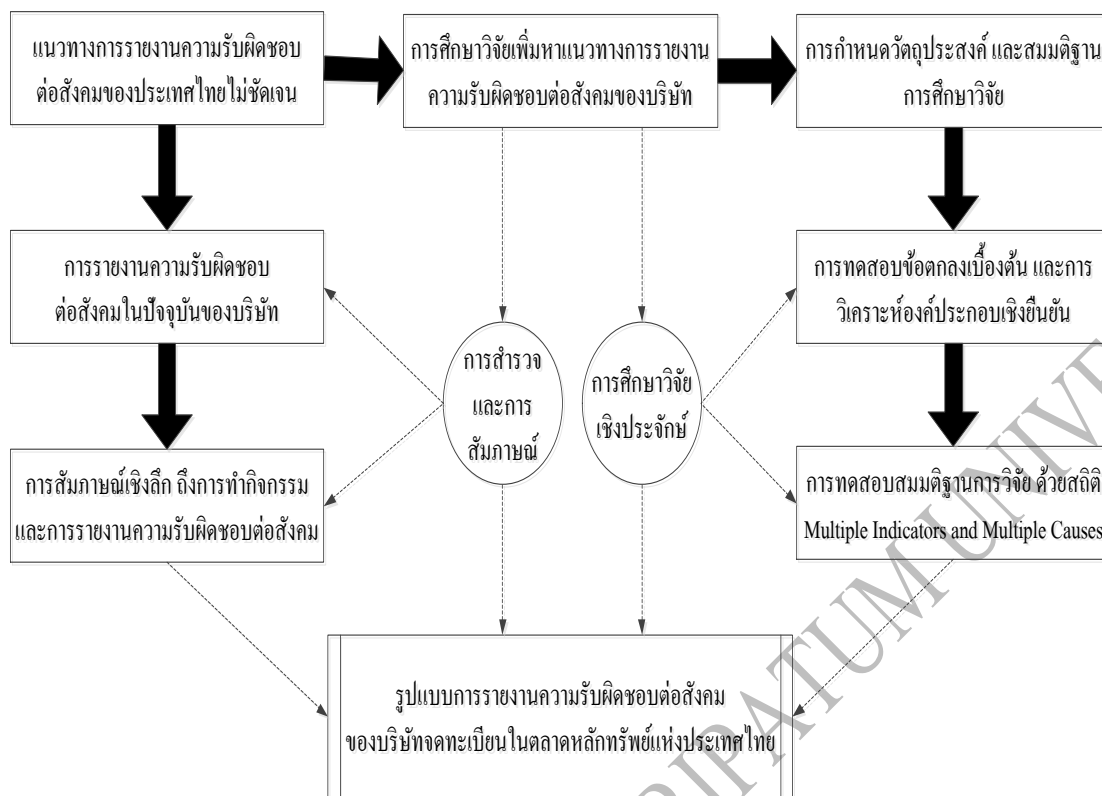 แนวทางการรายงานความรับผิดชอบ
ต่อสังคมของประเทศไทยไม่ชัดเจน
การศึกษาวิจัยเพิ่มหาแนวทางการรายงาน
ความรับผิดชอบต่อสังคมของบริษัท
การกำหนดวัตถุประสงค์ และสมมติฐาน
การศึกษาวิจัย
การรายงานความรับผิดชอบ
ต่อสังคมในปัจจุบันของบริษัท
การทดสอบข้อตกลงเบื้องต้น และการ
วิเคราะห์องค์ประกอบเชิงยืนยัน
การสำรวจ
และการ
สัมภาษณ์
การศึกษาวิจัย
เชิงประจักษ์
การสัมภาษณ์เชิงลึก ถึงการทำกิจกรรม
และการรายงานความรับผิดชอบต่อสังคม
การทดสอบสมมติฐานการวิจัย ด้วยสถิติ
Multiple Indicators and Multiple Causes
รูปแบบการรายงานความรับผิดชอบต่อสังคม
ของบริษัทจดทะเบียนในตลาดหลักทรัพย์แห่งประเทศไทย
RIPATUM UNIVE